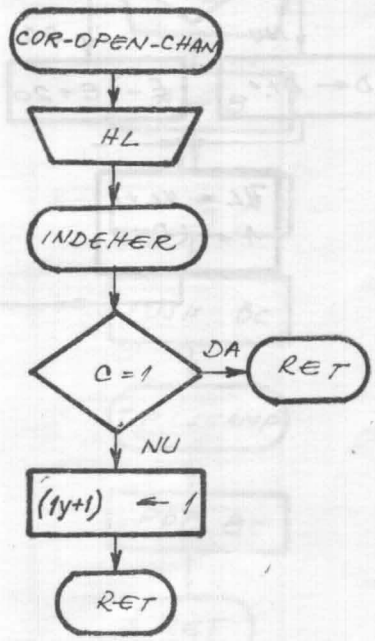 COR-OPEN-CHAN
HL
INDEHER
C = 1
DA
RET
NU
(1y+1) ← 1
RET